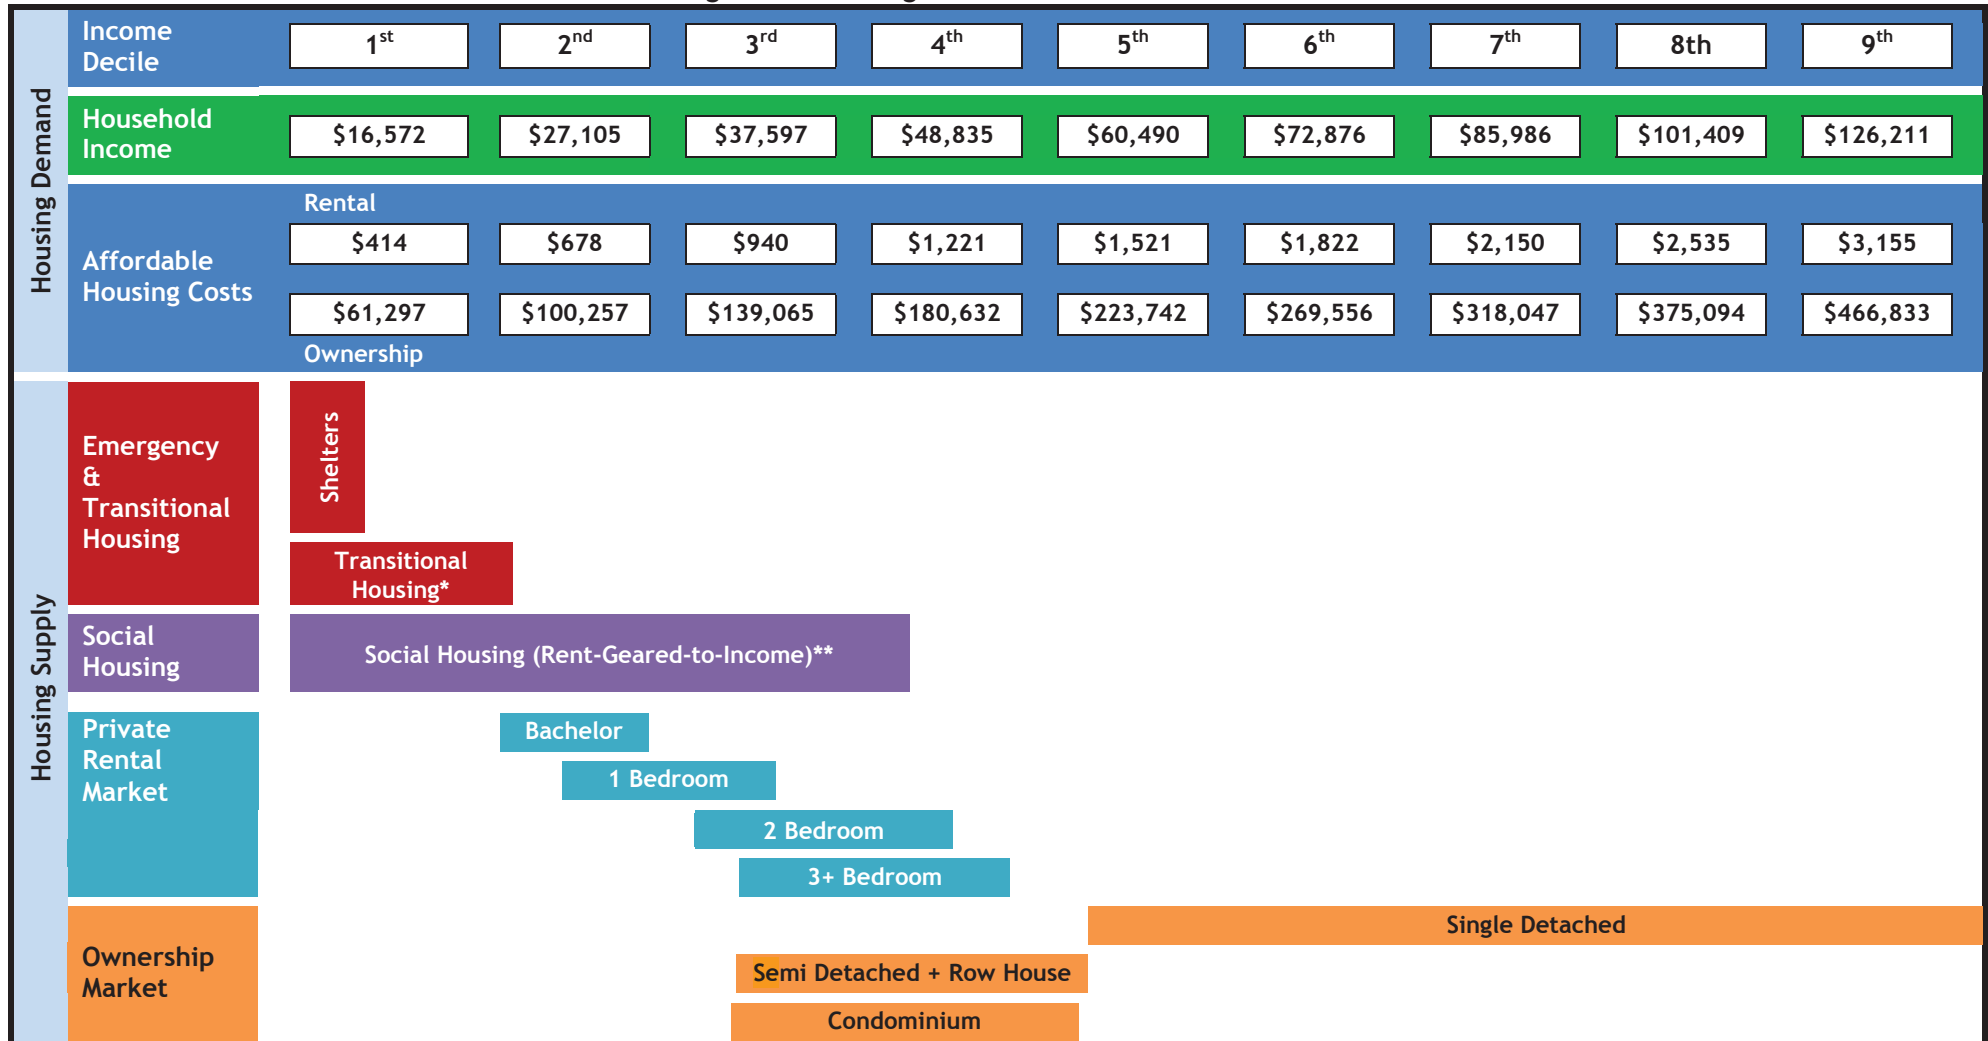 Income
Decile
1st 2nd 3rd 4th 5th 6th 7th 8th 9th
Housing Demand
Household
Income
$16,572 $27,105 $37,597 $48,835 $60,490 $72,876 $85,986 $101,409 $126,211
Affordable
Housing Costs
Rental
$414 $678 $940 $1,221 $1,521 $1,822 $2,150 $2,535 $3,155
$61,297 $100,257 $139,065 $180,632 $223,742 $269,556 $318,047 $375,094 $466,833
Ownership
Housing Supply
Emergency
&
Transitional
Housing
Shelters
Transitional
Housing*
Social
Housing
Social Housing (Rent-Geared-to-Income)**
Private
Rental
Market
Bachelor
1 Bedroom
2 Bedroom
3+ Bedroom
Ownership
Market
Single Detached
Semi Detached + Row House
Condominium